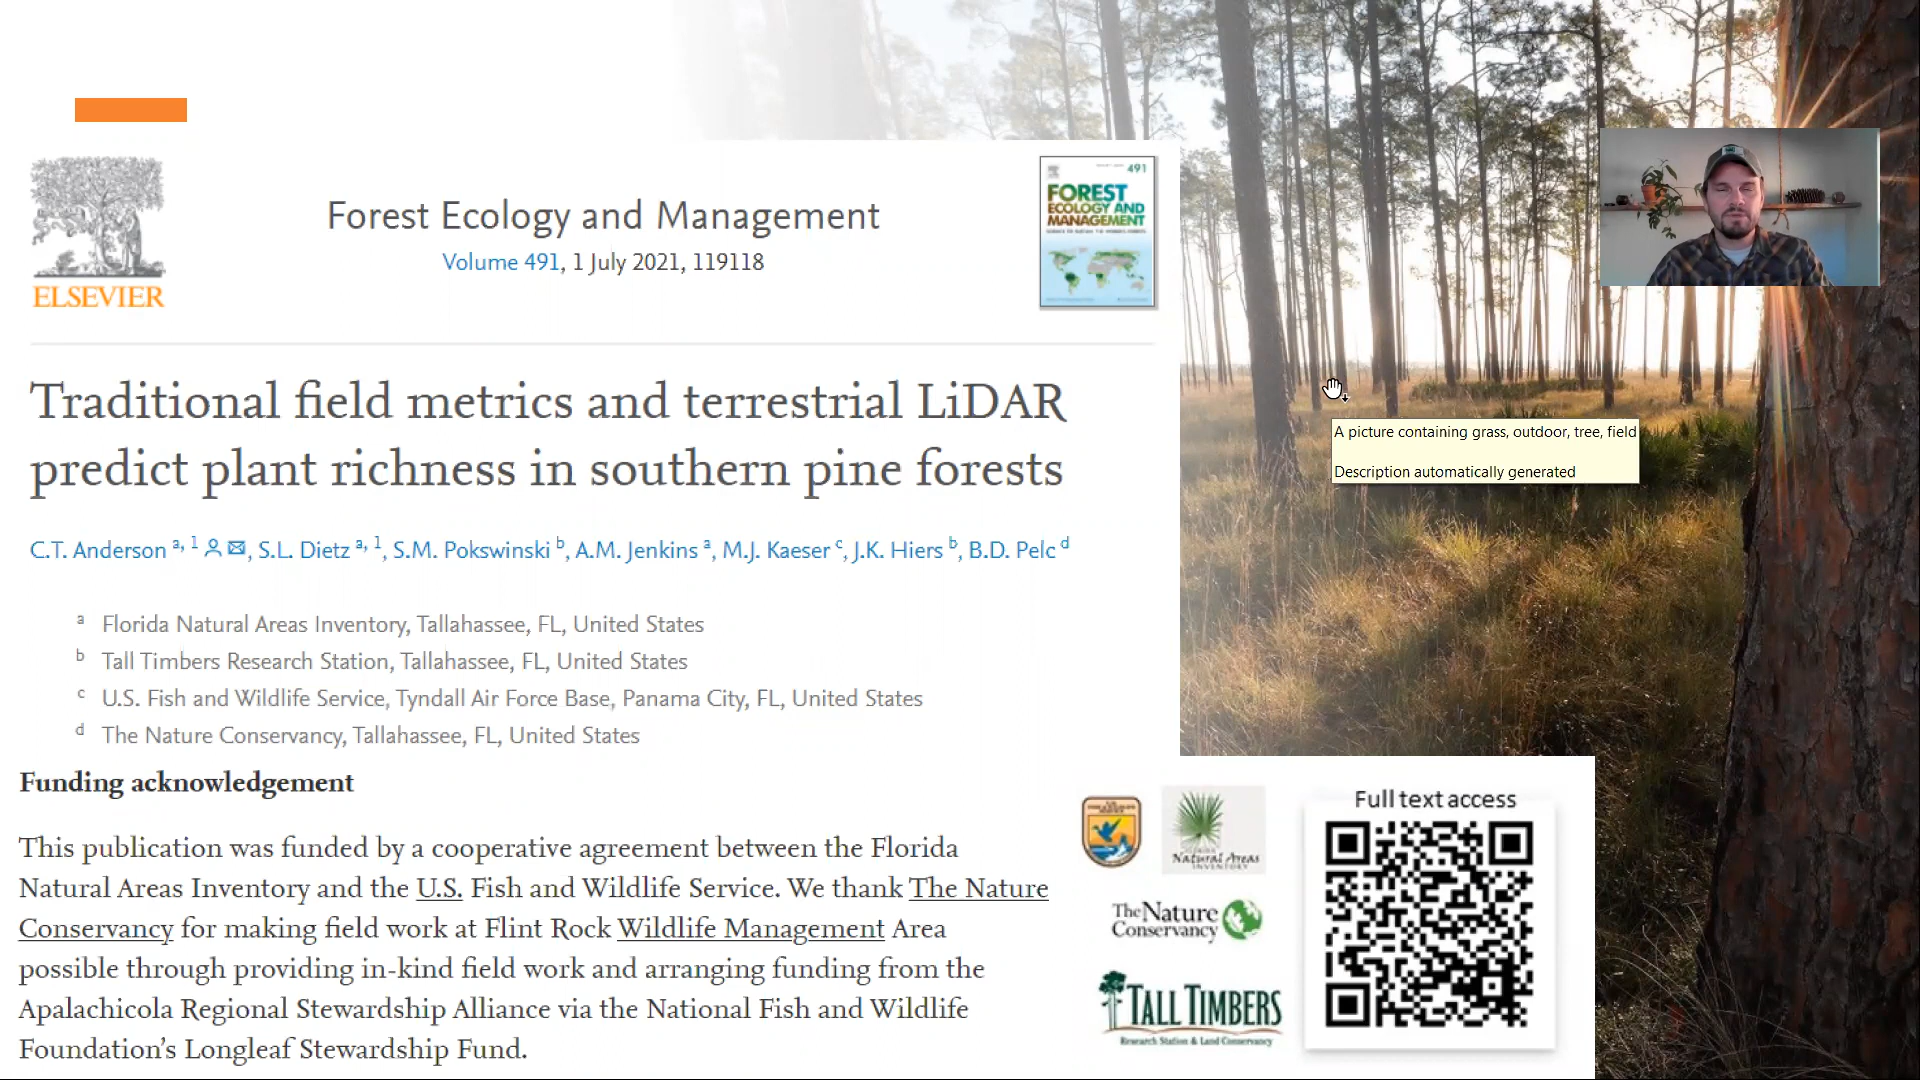 ELSEVIER
Forest Ecology and Management
Volume 491, 1 July 2021, 119118
491
FOREST
ECOLOGY AND
MANAGEMENT
Traditional field metrics and terrestrial LiDAR
predict plant richness in southern pine forests
C.T. Anderson a, 1, S.L. Dietz a, 1, S.M. Pokswinski b, A.M. Jenkins a, M.J. Kaeser c, J.K. Hiers b, B.D. Pelc d
a Florida Natural Areas Inventory, Tallahassee, FL, United States
b Tall Timbers Research Station, Tallahassee, FL, United States
c U.S. Fish and Wildlife Service, Tyndall Air Force Base, Panama City, FL, United States
d The Nature Conservancy, Tallahassee, FL, United States
A picture containing grass, outdoor, tree, field
Description automatically generated
Funding acknowledgement
This publication was funded by a cooperative agreement between the Florida
Natural Areas Inventory and the U.S. Fish and Wildlife Service. We thank The Nature
Conservancy for making field work at Flint Rock Wildlife Management Area
possible through providing in-kind field work and arranging funding from the
Apalachicola Regional Stewardship Alliance via the National Fish and Wildlife
Foundation's Longleaf Stewardship Fund.
Natural Areas
INVENTORY
The Nature
Conservancy
TALL TIMBERS
Research Station & Land Conservancy
Full text access